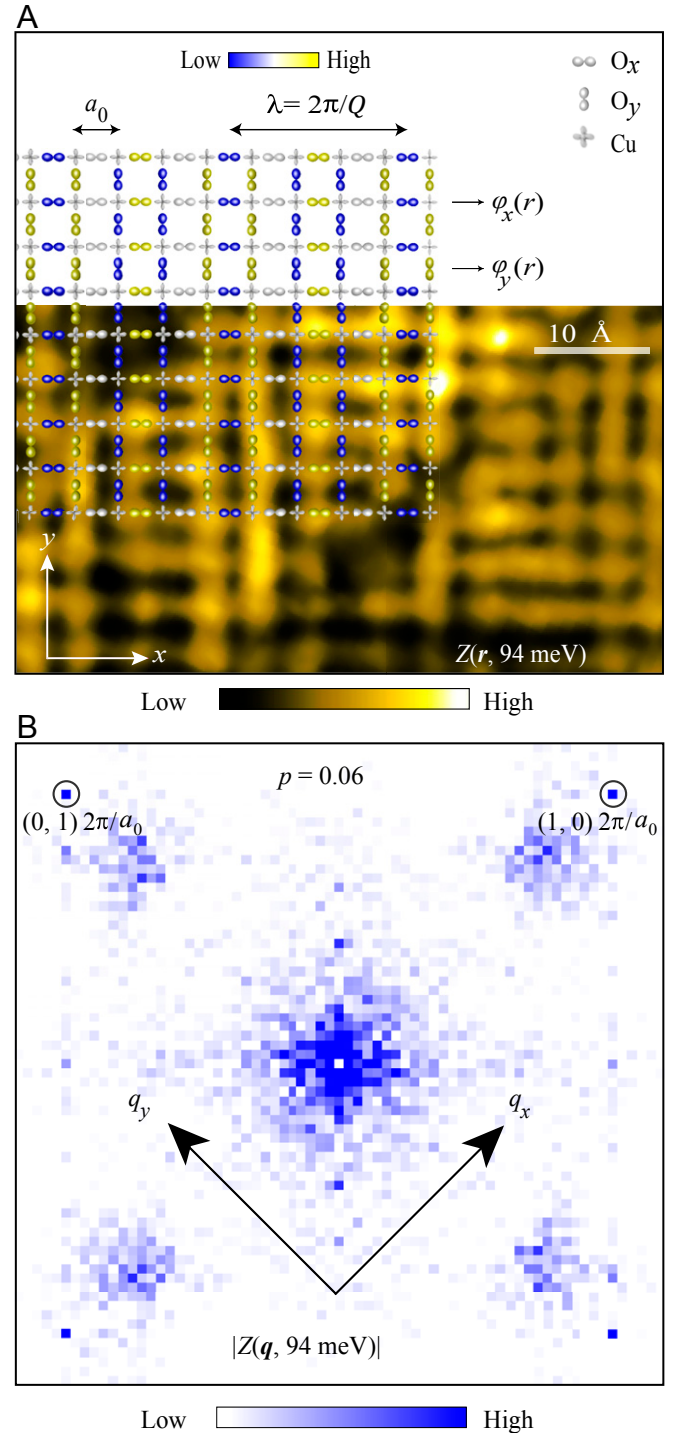 A
Low High
Ox
Oy
Cu
a0
λ= 2π/Q
φx(r)
φy(r)
10 Å
y
x
Z(r, 94 meV)
Low High
B
p = 0.06
(0, 1) 2π/a0
(1, 0) 2π/a0
qy
qx
|Z(q, 94 meV)|
Low High